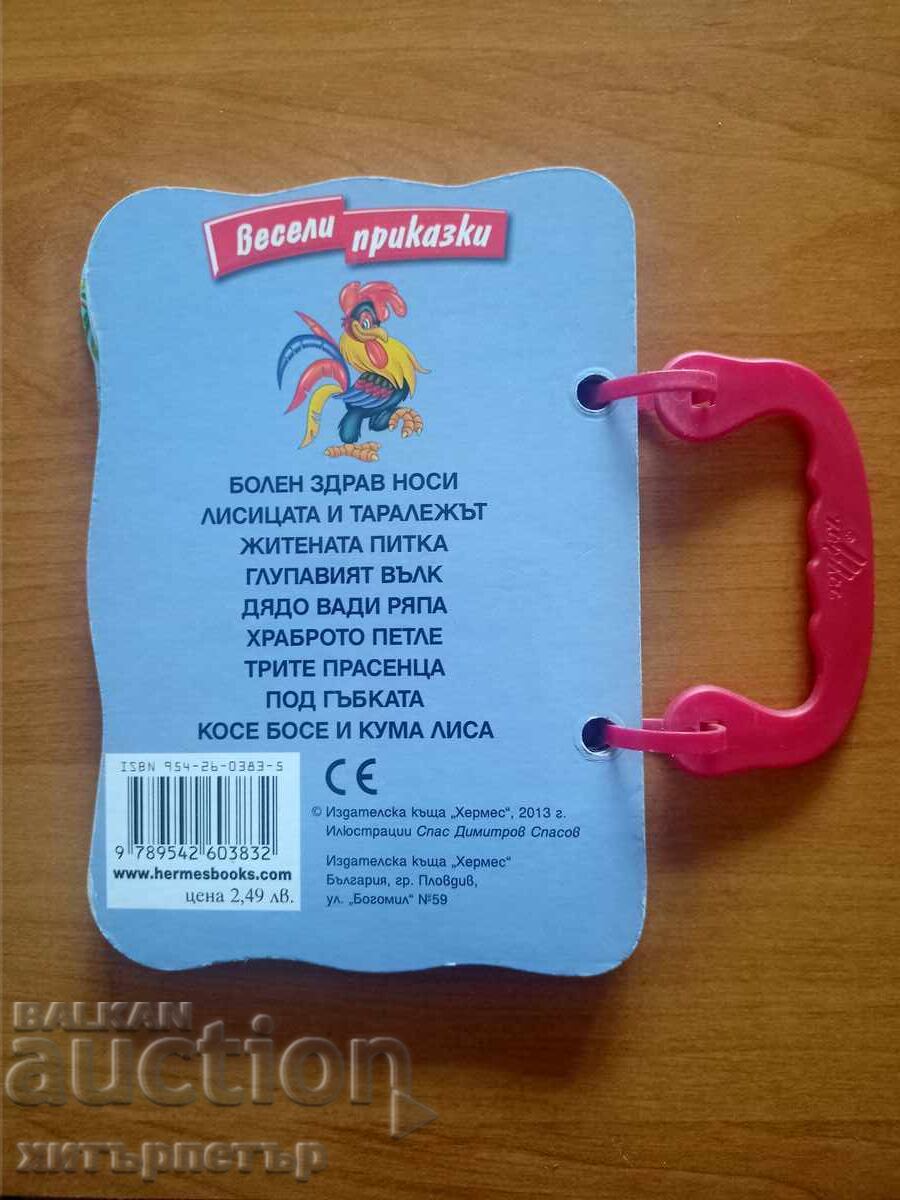 весели приказки
БОЛЕН ЗДРАВ НОСИ
ЛИСИЦАТА И ТАРАЛЕЖЪТ
ЖИТЕНАТА ПИТКА
ГЛУПАВИЯТ ВЪЛК
ДЯДО ВАДИ РЯПА
ХРАБРОТО ПЕТЛЕ
ТРИТЕ ПРАСЕНЦА
ПОД ГЪБКАТА
КОСЕ БОСЕ И КУМА ЛИСА
ISBN 954-26-0383-5
9 789542 603832
www.hermesbooks.com
цена 2,49 лв.
CE
© Издателска къща „Хермес“, 2013 г.
Илюстрации Спас Димитров Спасов
Издателска къща „Хермес“
България, гр. Пловдив,
ул. „Богомил“ №59
BALKAN
auction
хитърпетър